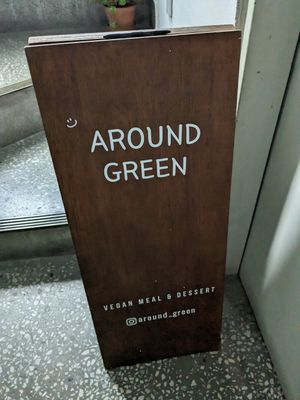 AROUND
GREEN
VEGAN MEAL & DESSERT
around_green